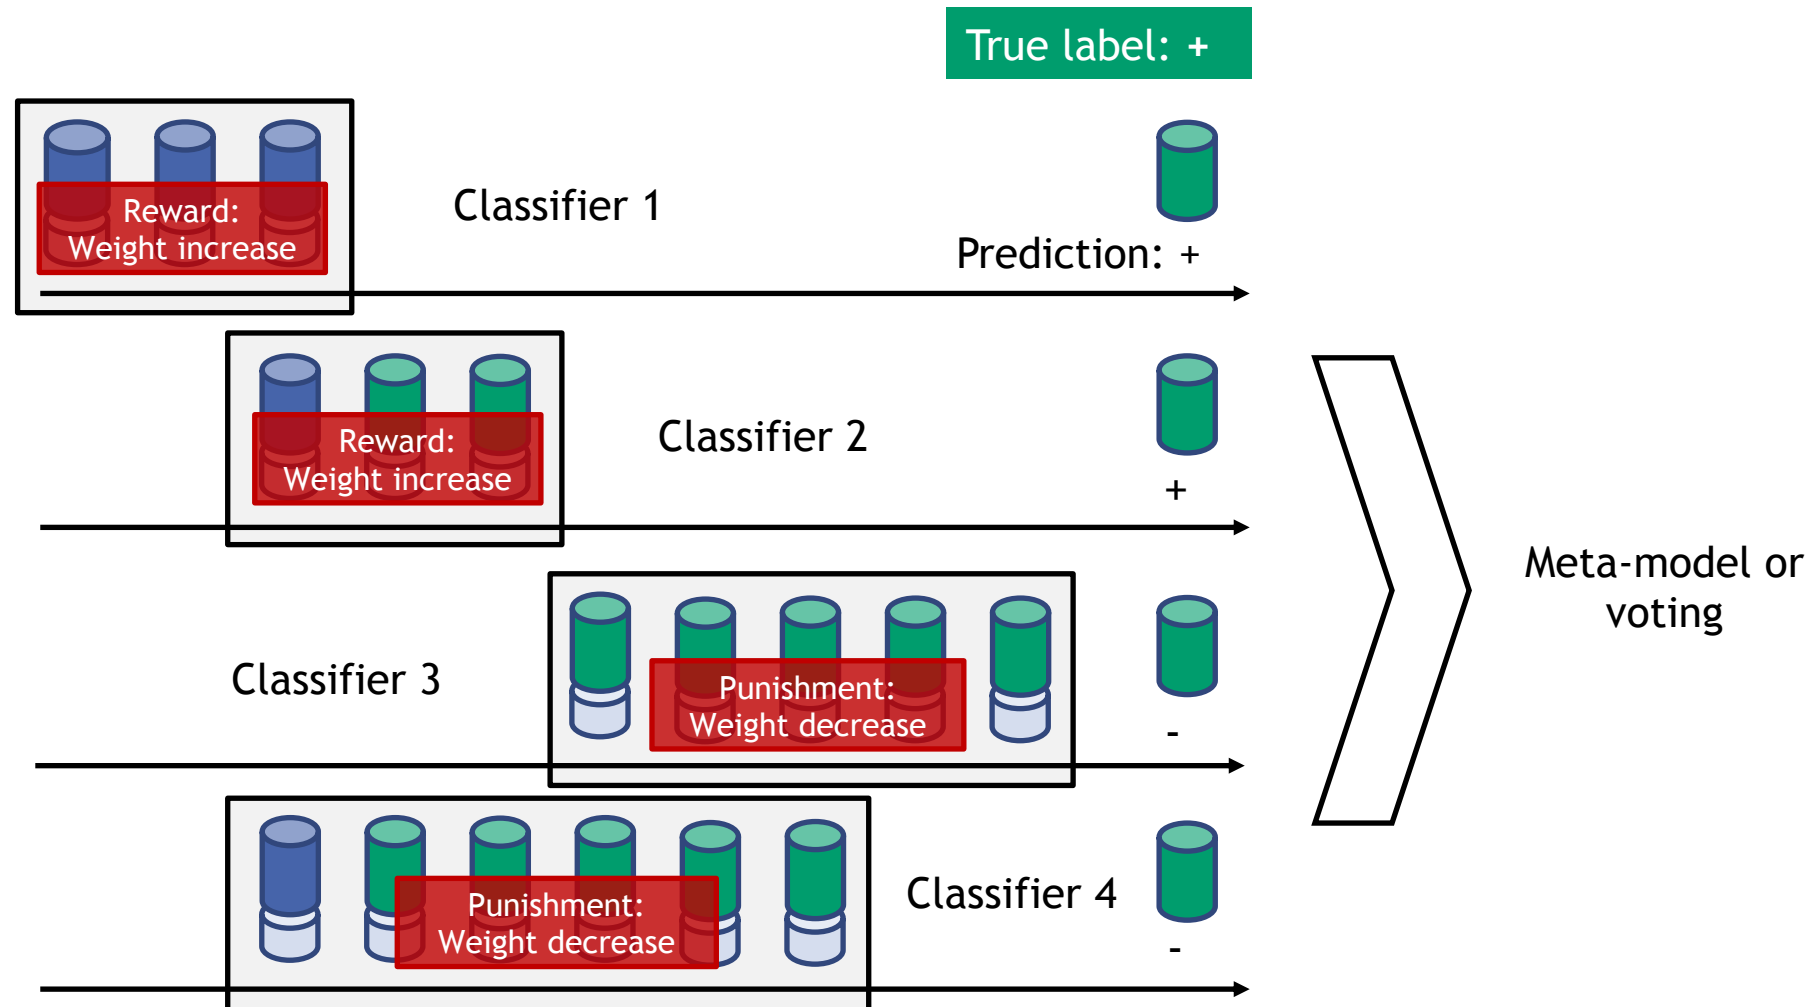 True label: +
Reward:
Weight increase
Classifier 1
Prediction: +
Reward:
Weight increase
Classifier 2
+
Classifier 3
Punishment:
Weight decrease
-
Punishment:
Weight decrease
Classifier 4
-
Meta-model or
voting